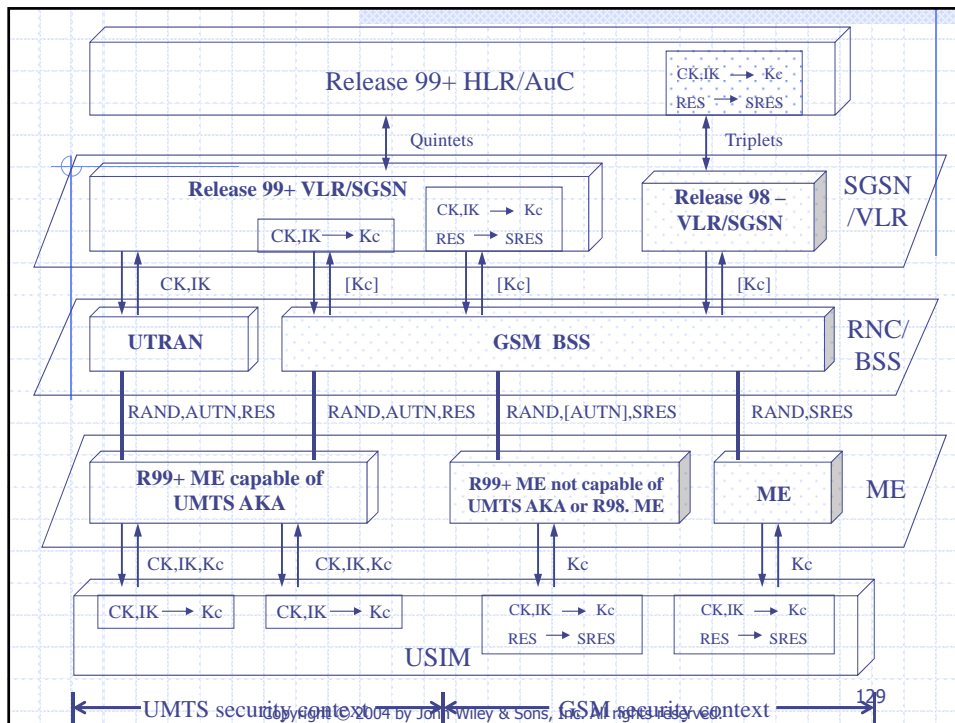 Release 99+ HLR/AuC
CK,IK → Kc
RES → SRES
Quintets
Triplets
SGSN
/VLR
Release 99+ VLR/SGSN
CK,IK → Kc
CK,IK → Kc
RES → SRES
Release 98 –
VLR/SGSN
CK,IK
[Kc]
[Kc]
[Kc]
RNC/
BSS
UTRAN
GSM BSS
RAND,AUTN,RES
RAND,AUTN,RES
RAND,[AUTN],SRES
RAND,SRES
ME
R99+ ME capable of
UMTS AKA
R99+ ME not capable of
UMTS AKA or R98. ME
ME
CK,IK,Kc
CK,IK,Kc
Kc
Kc
CK,IK → Kc
CK,IK → Kc
CK,IK → Kc
RES → SRES
CK,IK → Kc
RES → SRES
USIM
UMTS security context
GSM security context
129
Copyright © 2004 by John Wiley & Sons, Inc. All rights reserved.